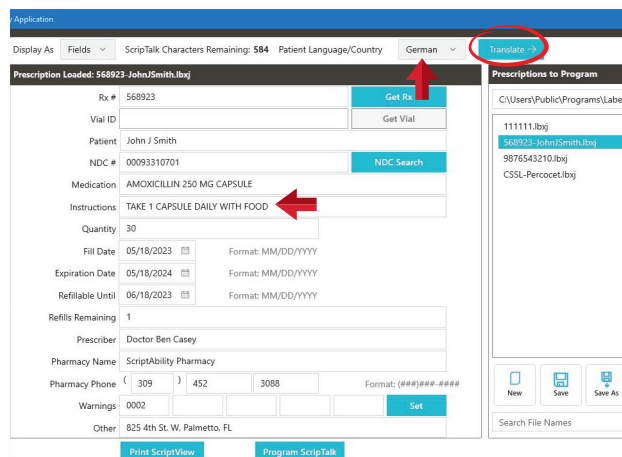 y Application
Display As Fields ScripTalk Characters Remaining: 584 Patient Language/Country German Translate →
Prescription Loaded: 568923-JohnJSmith.lbxj
Rx # 568923 Get Rx
Vial ID Get Vial
Patient John J Smith
NDC # 00093310701 NDC Search
Medication AMOXICILLIN 250 MG CAPSULE
Instructions TAKE 1 CAPSULE DAILY WITH FOOD
Quantity 30
Fill Date 05/18/2023 Format: MM/DD/YYYY
Expiration Date 05/18/2024 Format: MM/DD/YYYY
Refillable Until 06/18/2023 Format: MM/DD/YYYY
Refills Remaining 1
Prescriber Doctor Ben Casey
Pharmacy Name ScriptAbility Pharmacy
Pharmacy Phone ( 309 ) 452 3088 Format: (###)###-####
Warnings 0002 Set
Other 825 4th St. W, Palmetto, FL
Print ScriptView Program ScripTalk
Prescriptions to Program
C:\Users\Public\Programs\Labe
111111.lbxj
568923-JohnJSmith.lbxj
9876543210.lbxj
CSSL-Percocet.lbxj
New Save Save As
Search File Names